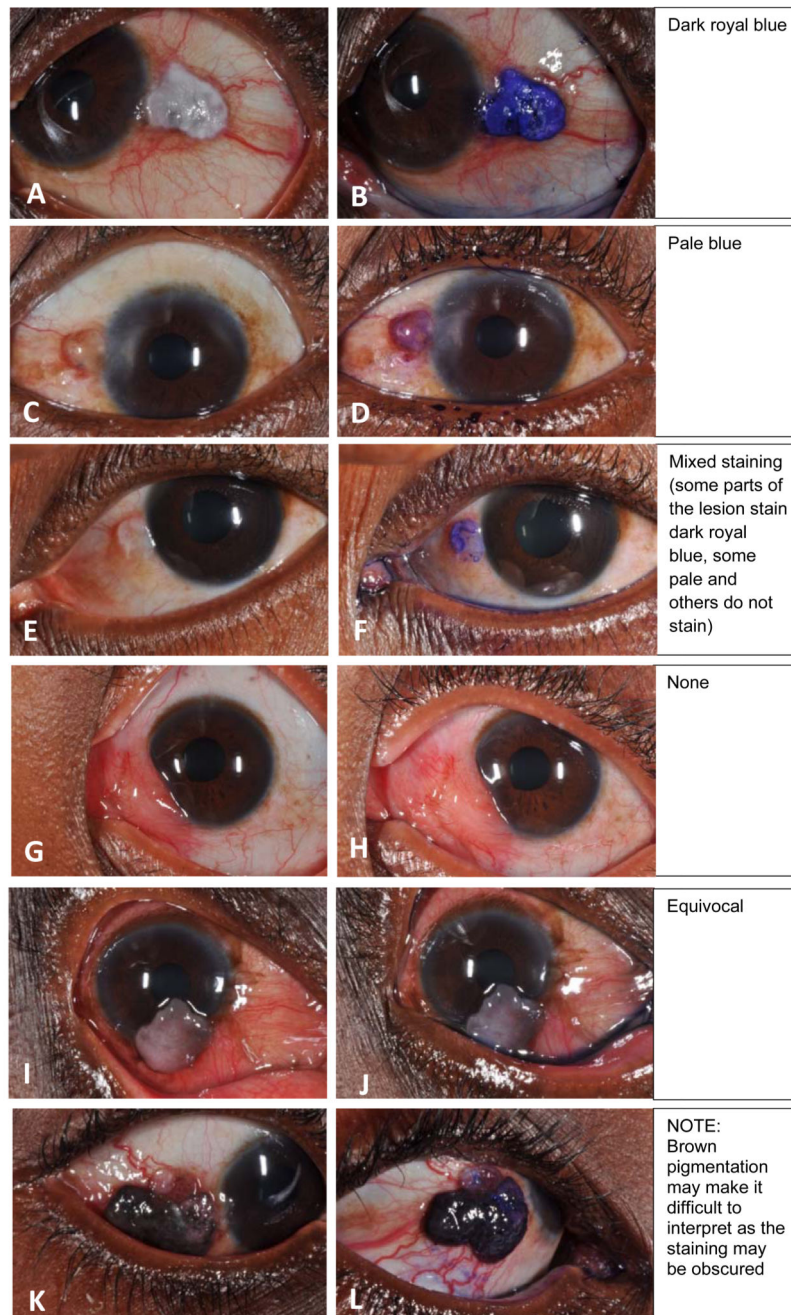 A
B
Dark royal blue
C
D
Pale blue
E
F
Mixed staining
(some parts of
the lesion stain
dark royal
blue, some
pale and
others do not
stain)
G
H
None
I
J
Equivocal
K
L
NOTE:
Brown
pigmentation
may make it
difficult to
interpret as the
staining may
be obscured